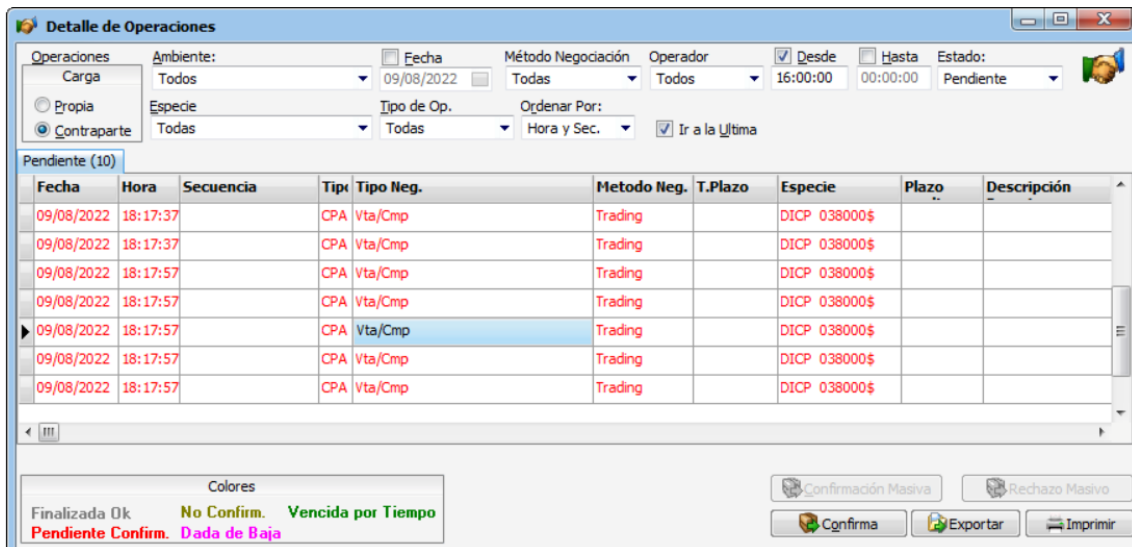 Detalle de Operaciones
Operaciones Ambiente: Fecha Método Negociación Operador Desde Hasta Estado:
Carga Todos 09/08/2022 Todas Todos 16:00:00 00:00:00 Pendiente
Propia Especie Tipo de Op. Ordenar Por:
Contraparte Todas Todas Hora y Sec. Ir a la Ultima
Pendiente (10)
Fecha Hora Secuencia Tipo Neg. Metodo Neg. T.Plazo Especie Plazo Descripción
09/08/2022 18:17:37 CPA Vta/Cmp Trading DICP 038000$
09/08/2022 18:17:37 CPA Vta/Cmp Trading DICP 038000$
09/08/2022 18:17:57 CPA Vta/Cmp Trading DICP 038000$
09/08/2022 18:17:57 CPA Vta/Cmp Trading DICP 038000$
09/08/2022 18:17:57 CPA Vta/Cmp Trading DICP 038000$
09/08/2022 18:17:57 CPA Vta/Cmp Trading DICP 038000$
09/08/2022 18:17:57 CPA Vta/Cmp Trading DICP 038000$
Colores
Finalizada Ok No Confirm. Vencida por Tiempo
Pendiente Confirm. Dada de Baja
Confirmación Masiva Rechazo Masivo
Confirma Exportar Imprimir